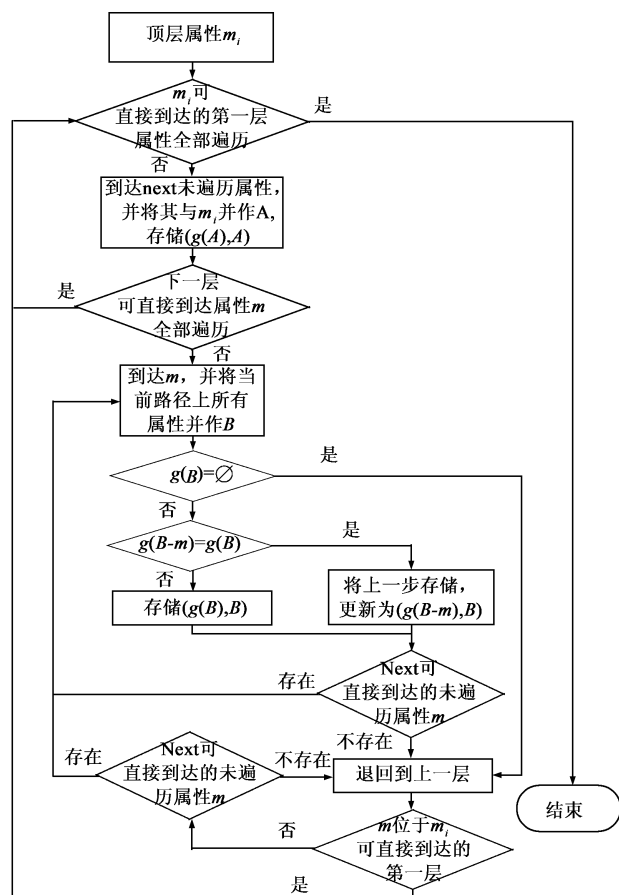 顶层属性mi
mi可
直接到达的第一层
属性全部遍历
是
否
到达next未遍历属性，
并将其与mi并作A,
存储(g(A),A)
下一层
可直接到达属性m
全部遍历
是
否
到达m，并将当
前路径上所有
属性并作B
g(B)=∅
是
否
g(B-m)=g(B)
是
否
存储(g(B),B)
将上一步存储，
更新为(g(B-m),B)
Next可
直接到达的未遍
历属性m
存在
不存在
Next可
直接到达的未遍
历属性m
存在
不存在
退回到上一层
结束
m位于mi
可直接到达的
第一层
否
是